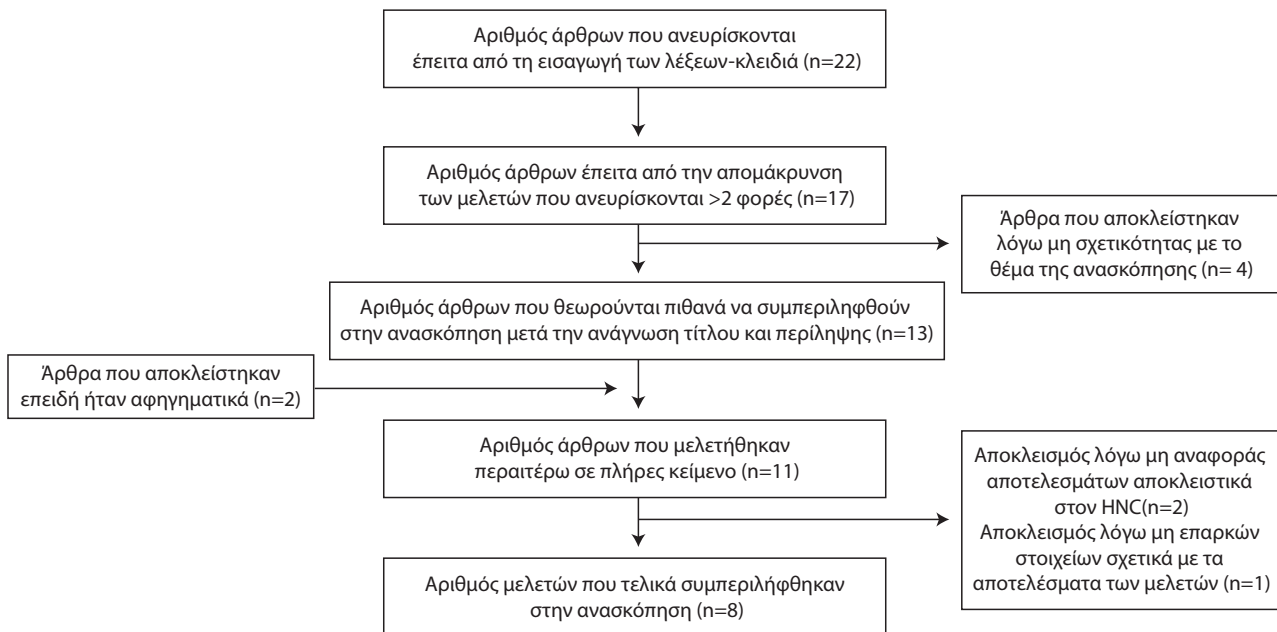 Αριθμός άρθρων που ανευρίσκονται
έπειτα από τη εισαγωγή των λέξεων-κλειδιά (n=22)
Αριθμός άρθρων έπειτα από την απομάκρυνση
των μελετών που ανευρίσκονται >2 φορές (n=17)
Άρθρα που αποκλείστηκαν
λόγω μη σχετικότητας με το
θέμα της ανασκόπησης (n= 4)
Αριθμός άρθρων που θεωρούνται πιθανά να συμπεριληφθούν
στην ανασκόπηση μετά την ανάγνωση τίτλου και περίληψης (n=13)
Άρθρα που αποκλείστηκαν
επειδή ήταν αφηγηματικά (n=2)
Αριθμός άρθρων που μελετήθηκαν
περαιτέρω σε πλήρες κείμενο (n=11)
Αποκλεισμός λόγω μη αναφοράς
αποτελεσμάτων αποκλειστικά
στον HNC(n=2)
Αποκλεισμός λόγω μη επαρκών
στοιχείων σχετικά με τα
αποτελέσματα των μελετών (n=1)
Αριθμός μελετών που τελικά συμπεριλήφθηκαν
στην ανασκόπηση (n=8)